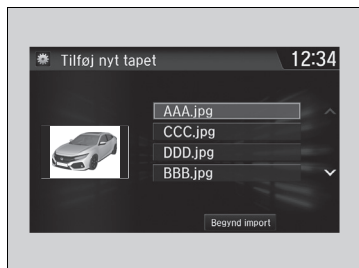 Tilføj nyt tapet
12:34
AAA.jpg
CCC.jpg
DDD.jpg
BBB.jpg
Begynd import